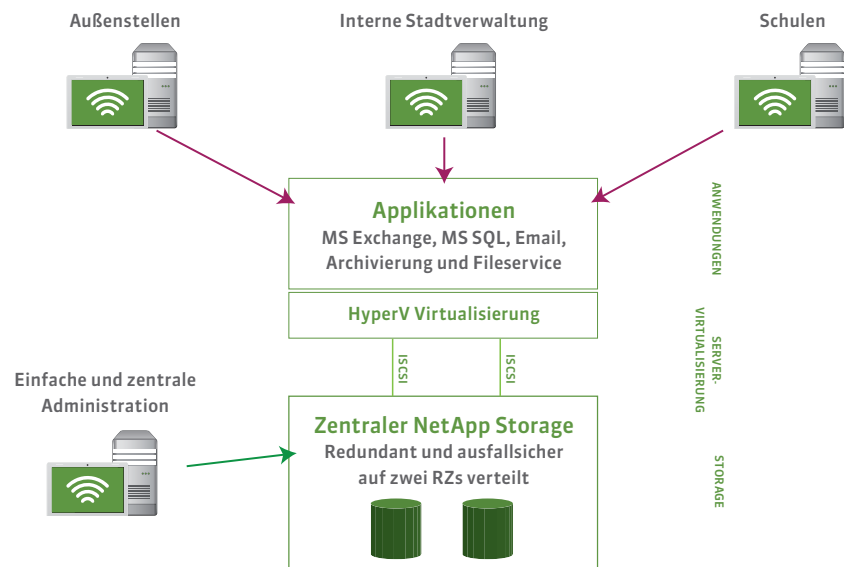 Außenstellen
Interne Stadtverwaltung
Schulen
Applikationen
MS Exchange, MS SQL, Email,
Archivierung und Fileservice
ANWENDUNGEN
HyperV Virtualisierung
SERVER-
VIRTUALISIERUNG
ISCSI
ISCSI
Einfache und zentrale
Administration
Zentraler NetApp Storage
Redundant und ausfallsicher
auf zwei RZs verteilt
STORAGE